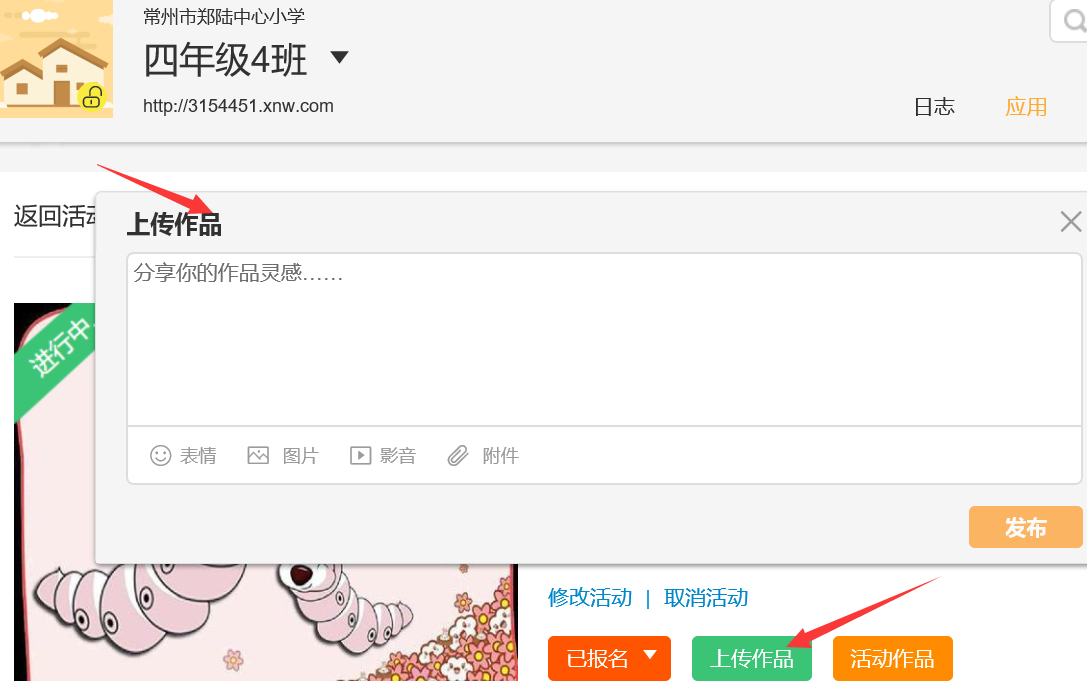 常州市郑陆中心小学
四年级4班
http://3154451.xnw.com
日志 应用
返回活动
上传作品
分享你的作品灵感……
进行中
表情 图片 影音 附件
发布
修改活动 | 取消活动
已报名 上传作品 活动作品